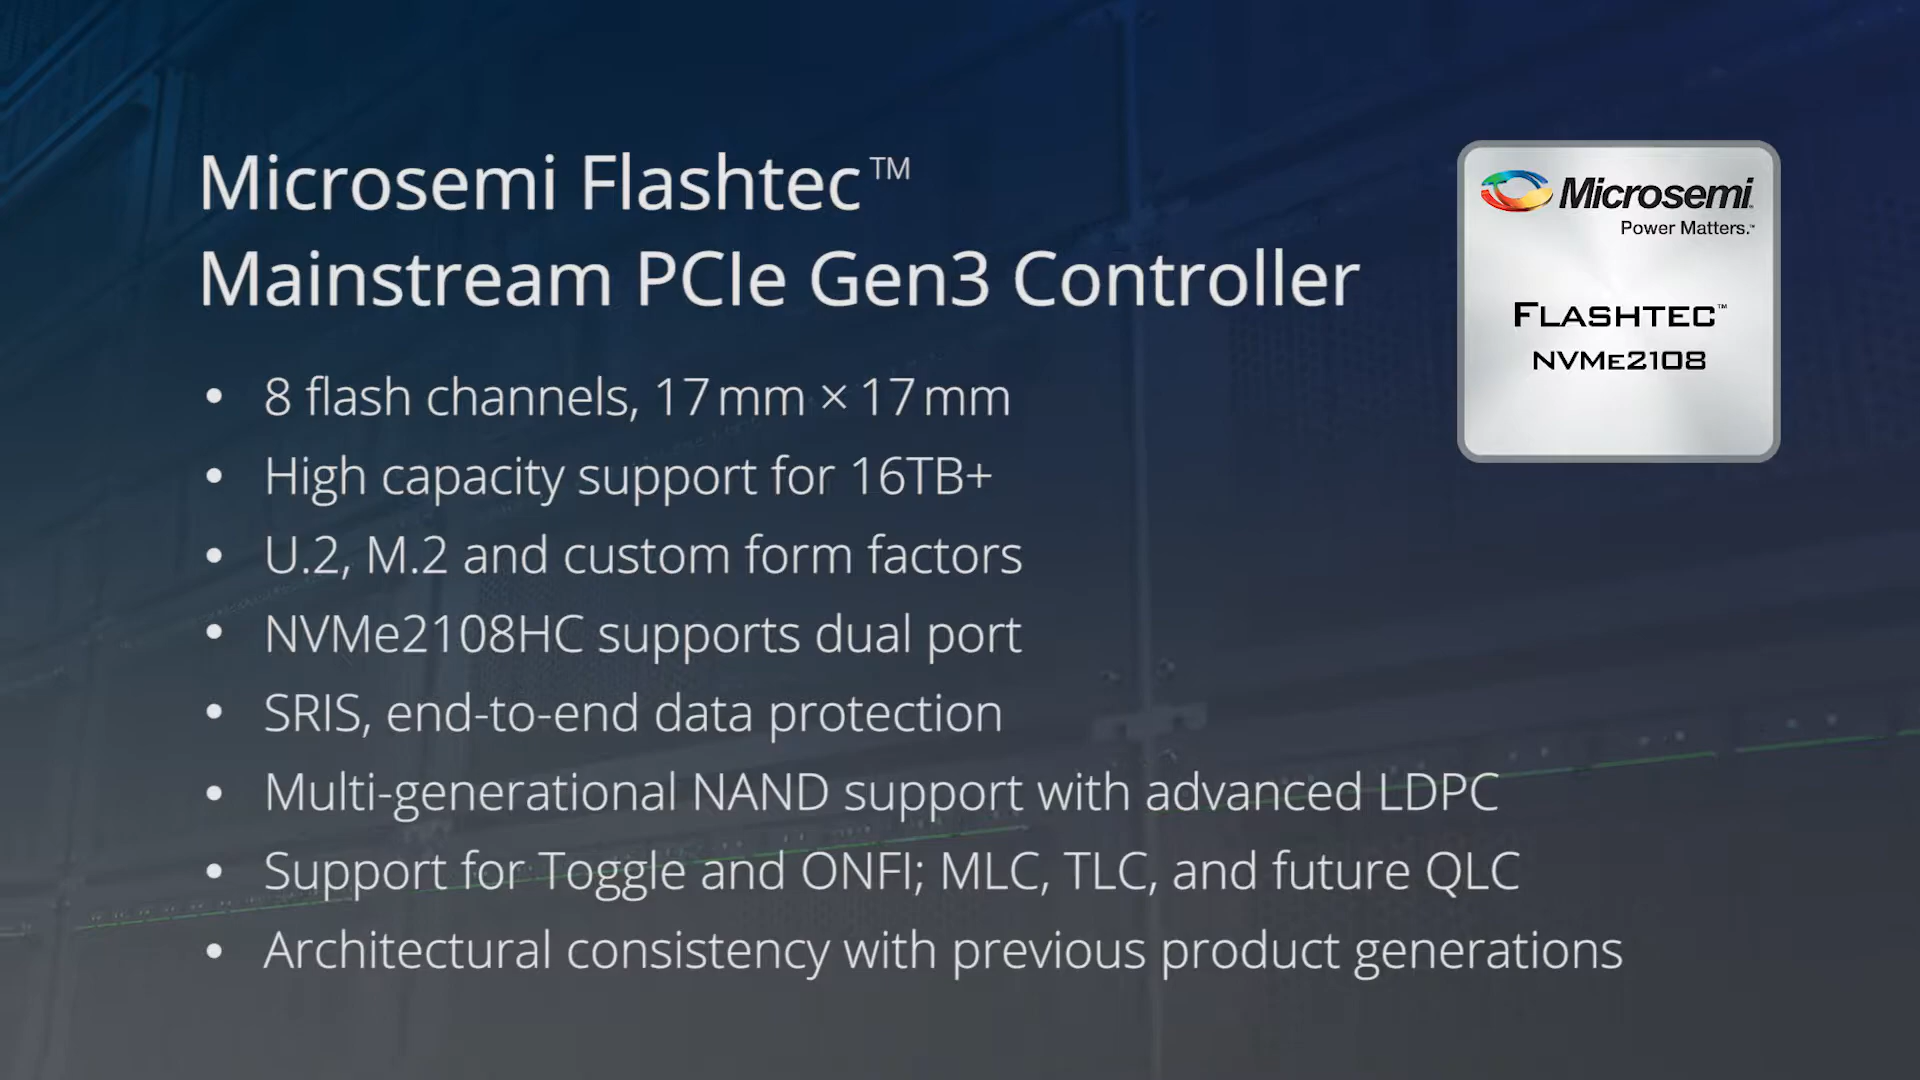 Microsemi Flashtec™
Mainstream PCIe Gen3 Controller
• 8 flash channels, 17 mm × 17 mm
• High capacity support for 16TB+
• U.2, M.2 and custom form factors
• NVMe2108HC supports dual port
• SRIS, end-to-end data protection
• Multi-generational NAND support with advanced LDPC
• Support for Toggle and ONFI; MLC, TLC, and future QLC
• Architectural consistency with previous product generations
Microsemi
Power Matters.™
FLASHTEC™
NVMe2108